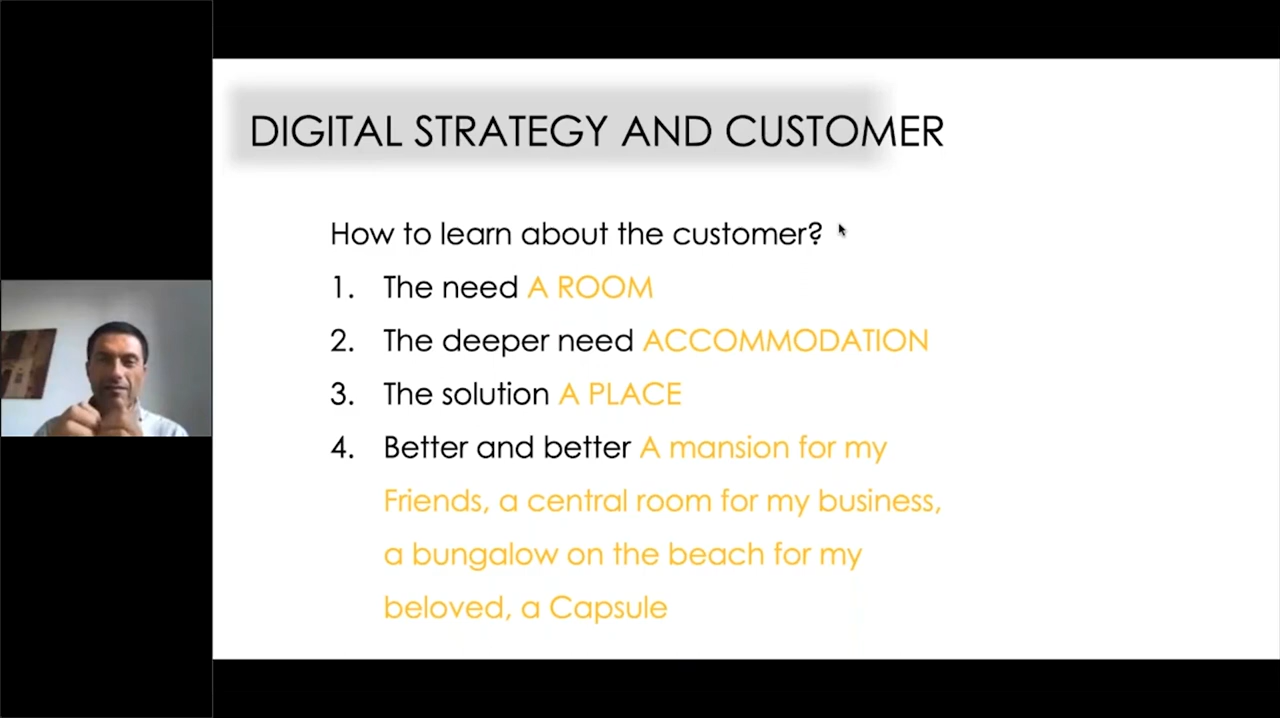 DIGITAL STRATEGY AND CUSTOMER
How to learn about the customer?
1. The need A ROOM
2. The deeper need ACCOMMODATION
3. The solution A PLACE
4. Better and better A mansion for my
Friends, a central room for my business,
a bungalow on the beach for my
beloved, a Capsule